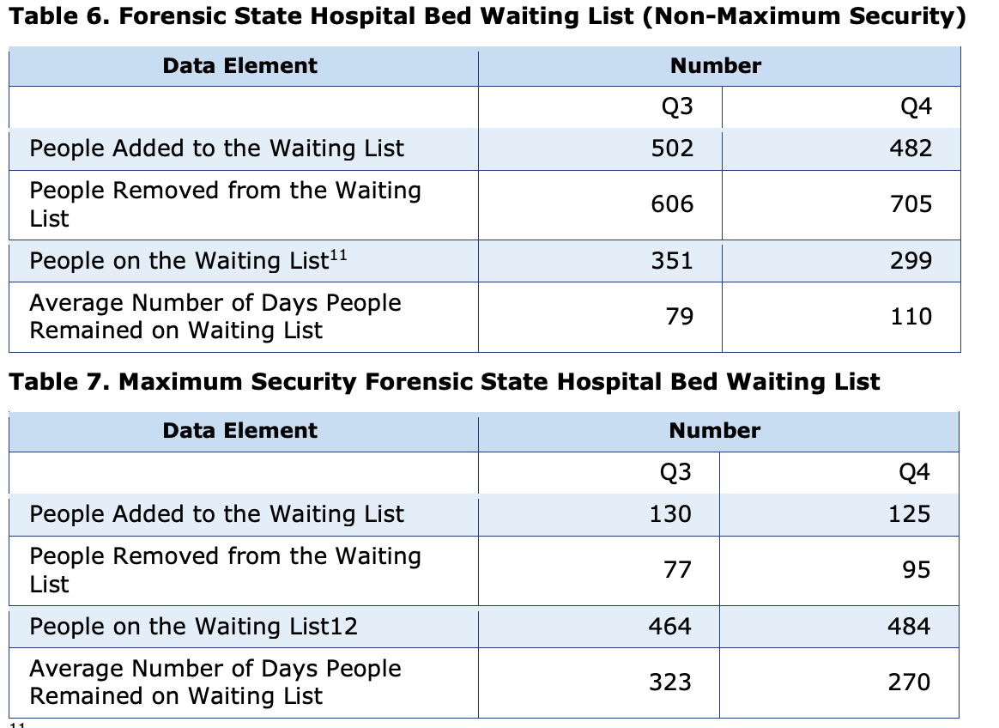 Table 6. Forensic State Hospital Bed Waiting List (Non-Maximum Security)
Data Element Number
Q3 Q4
People Added to the Waiting List 502 482
People Removed from the Waiting
List 606 705
People on the Waiting List¹¹ 351 299
Average Number of Days People
Remained on Waiting List 79 110
Table 7. Maximum Security Forensic State Hospital Bed Waiting List
Data Element Number
Q3 Q4
People Added to the Waiting List 130 125
People Removed from the Waiting
List 77 95
People on the Waiting List12 464 484
Average Number of Days People
Remained on Waiting List 323 270
11